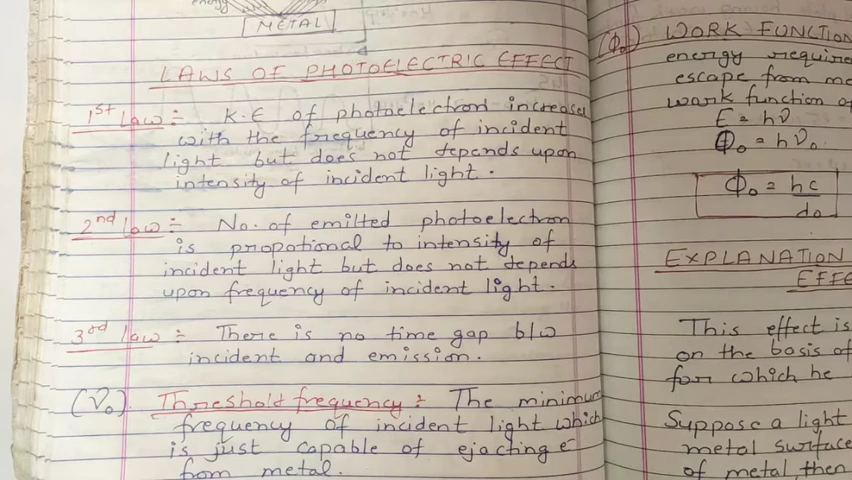 energy
METAL
LAWS OF PHOTOELECTRIC EFFECT
1st law := K.E of photoelectron increases
with the frequency of incident
light but does not depends upon
intensity of incident light.
2nd law := No. of emilted photoelectron
is propotional to intensity of
incident light but does not depends
upon frequency of incident light.
3rd law := There is no time gap b/w
incident and emission.
(ν₀). Threshold frequency := The minimum
frequency of incident light which
is just capable of ejacting e⁻
from metal.
(Φ₀) WORK FUNCTION
energy require
escape from me
work function of
E = hν
Φ₀ = hν₀.
Φ₀ = hc
d₀
EXPLANATION
EFFE
This effect is
on the basis of
for which he
Suppose a light
metal surface
of metal then